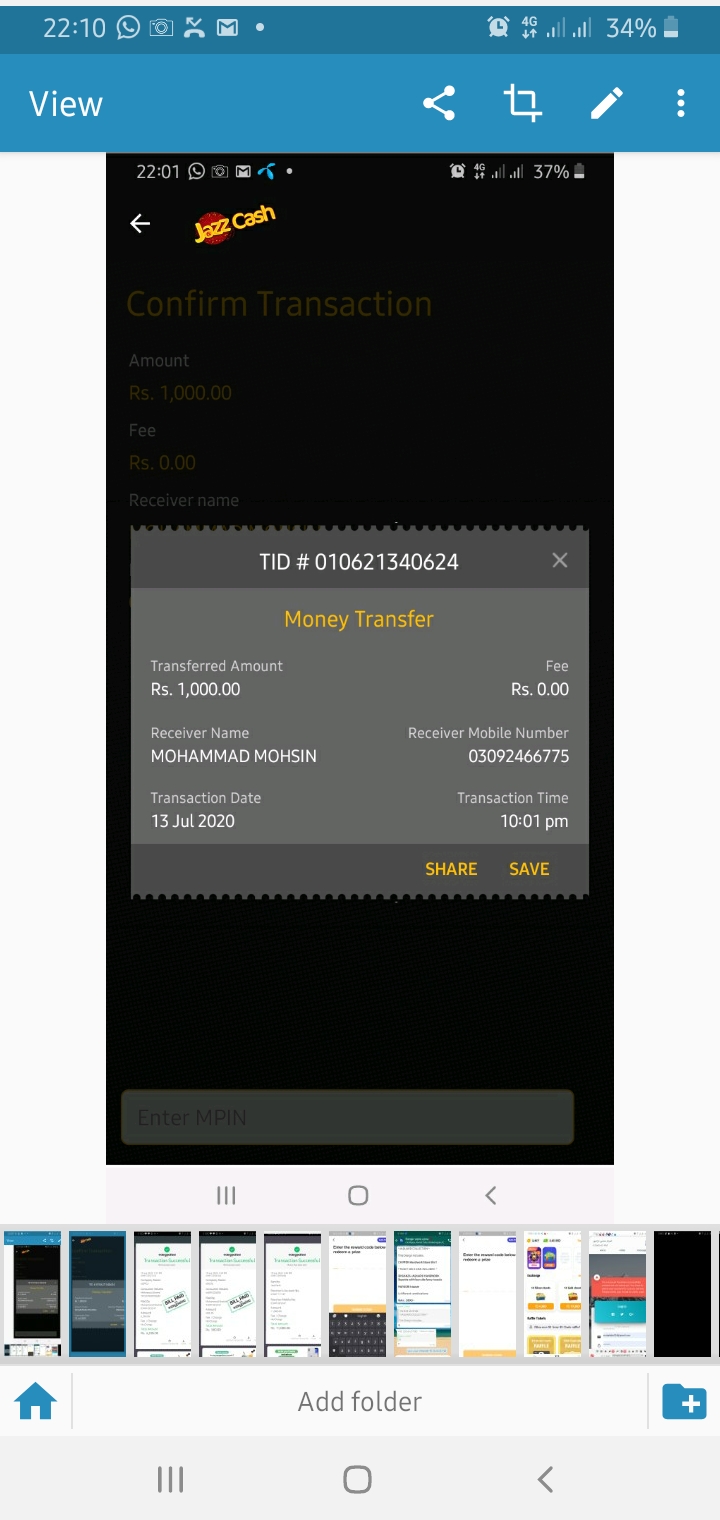 22:10 4G 34%
View
22:01 4G 37%
Jazz Cash
Confirm Transaction
Amount
Rs. 1,000.00
Fee
Rs. 0.00
Receiver name
TID # 010621340624
Money Transfer
Transferred Amount Fee
Rs. 1,000.00 Rs. 0.00
Receiver Name Receiver Mobile Number
MOHAMMAD MOHSIN 03092466775
Transaction Date Transaction Time
13 Jul 2020 10:01 pm
SHARE SAVE
Enter MPIN
Add folder